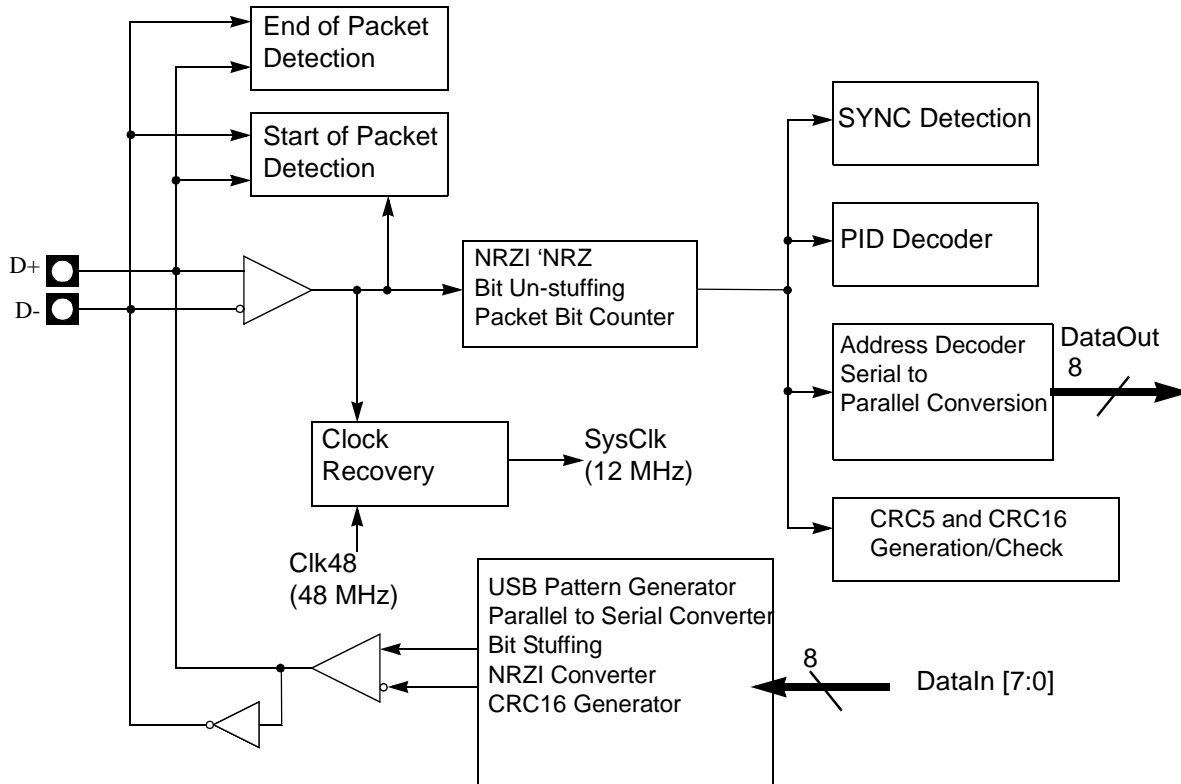 End of Packet
Detection
Start of Packet
Detection
SYNC Detection
PID Decoder
D+
D-
NRZI ‘NRZ
Bit Un-stuffing
Packet Bit Counter
Address Decoder
Serial to
Parallel Conversion
DataOut
8
Clock
Recovery
SysClk
(12 MHz)
CRC5 and CRC16
Generation/Check
Clk48
(48 MHz)
USB Pattern Generator
Parallel to Serial Converter
Bit Stuffing
NRZI Converter
CRC16 Generator
8
DataIn [7:0]